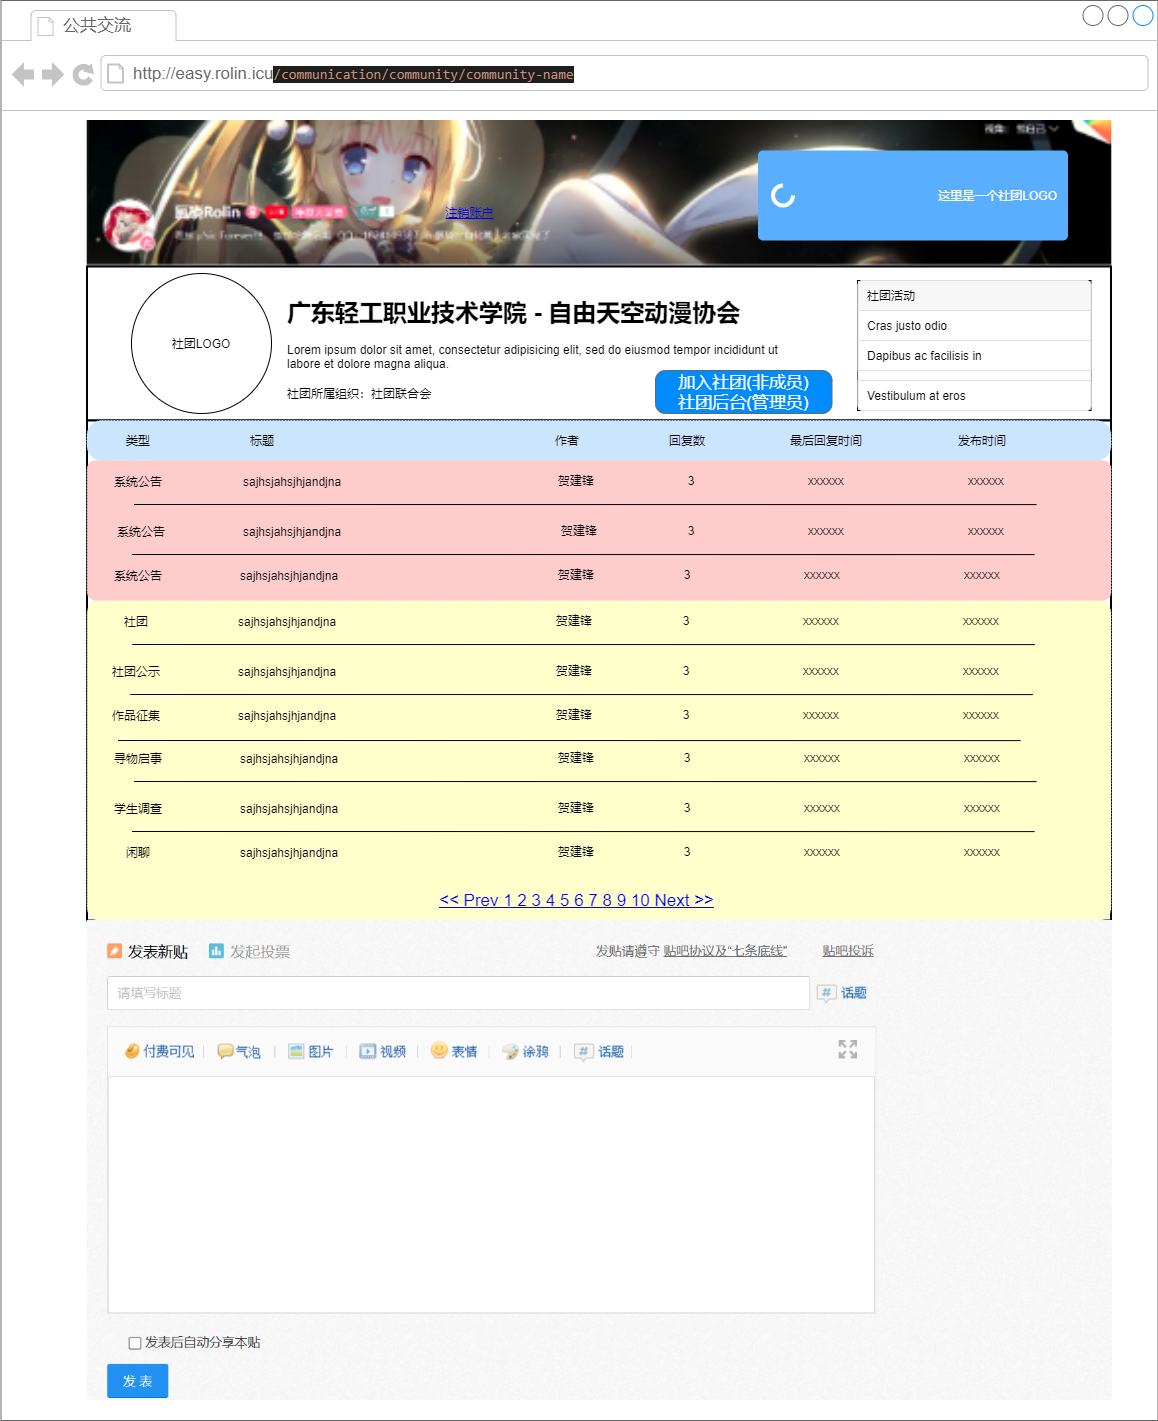 公共交流
http://easy.rolin.icu/communication/community/community-name
注销账户
这里是一个社团LOGO
社团LOGO
广东轻工职业技术学院 - 自由天空动漫协会
Lorem ipsum dolor sit amet, consectetur adipisicing elit, sed do eiusmod tempor incididunt ut
labore et dolore magna aliqua.
社团所属组织：社团联合会
加入社团(非成员)
社团后台(管理员)
社团活动
Cras justo odio
Dapibus ac facilisis in
Vestibulum at eros
类型 标题 作者 回复数 最后回复时间 发布时间
系统公告 sajhsjahsjhjandjna 贺建锋 3 xxxxxx xxxxxx
系统公告 sajhsjahsjhjandjna 贺建锋 3 xxxxxx xxxxxx
系统公告 sajhsjahsjhjandjna 贺建锋 3 xxxxxx xxxxxx
社团 sajhsjahsjhjandjna 贺建锋 3 xxxxxx xxxxxx
社团公示 sajhsjahsjhjandjna 贺建锋 3 xxxxxx xxxxxx
作品征集 sajhsjahsjhjandjna 贺建锋 3 xxxxxx xxxxxx
寻物启事 sajhsjahsjhjandjna 贺建锋 3 xxxxxx xxxxxx
学生调查 sajhsjahsjhjandjna 贺建锋 3 xxxxxx xxxxxx
闲聊 sajhsjahsjhjandjna 贺建锋 3 xxxxxx xxxxxx
<< Prev 1 2 3 4 5 6 7 8 9 10 Next >>
发表新贴 发起投票 发贴请遵守 贴吧协议及“七条底线” 贴吧投诉
请填写标题 # 话题
付费可见 气泡 图片 视频 表情 涂鸦 # 话题
发表后自动分享本贴
发 表